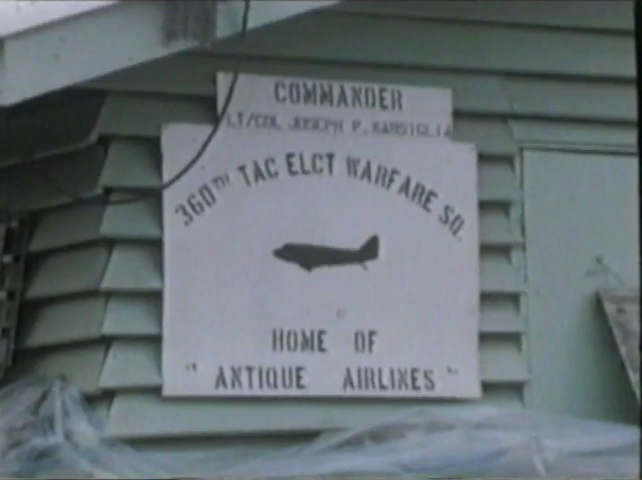 COMMANDER
LT/COL JOSEPH P. KARSIGLIA
360TH TAC ELCT WARFARE SQ.
HOME OF
" ANTIQUE AIRLINES "